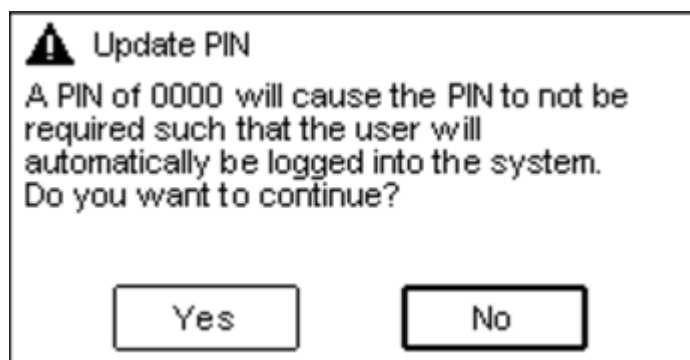 Update PIN
A PIN of 0000 will cause the PIN to not be
required such that the user will
automatically be logged into the system.
Do you want to continue?
Yes No